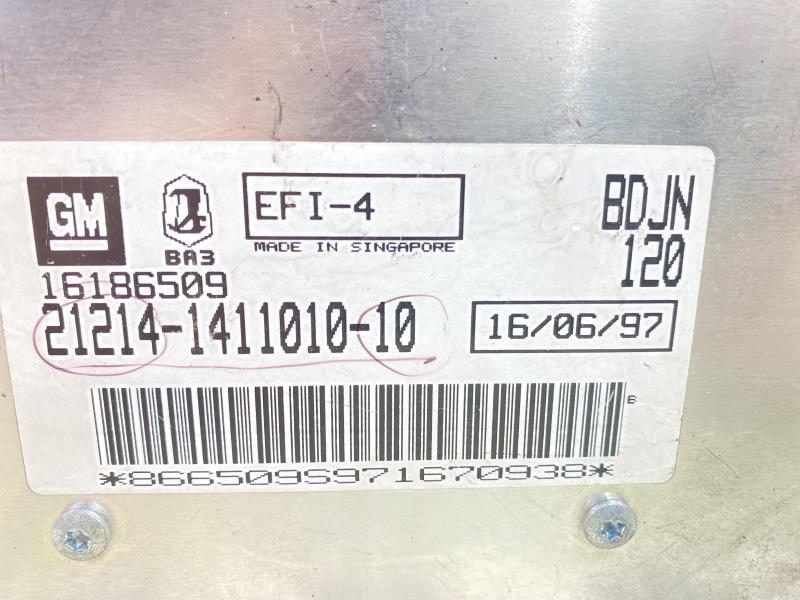 GM
ВАЗ
EFI-4
MADE IN SINGAPORE
BDJN
120
16186509
21214-1411010-10
16/06/97
B
*866509S971670938*